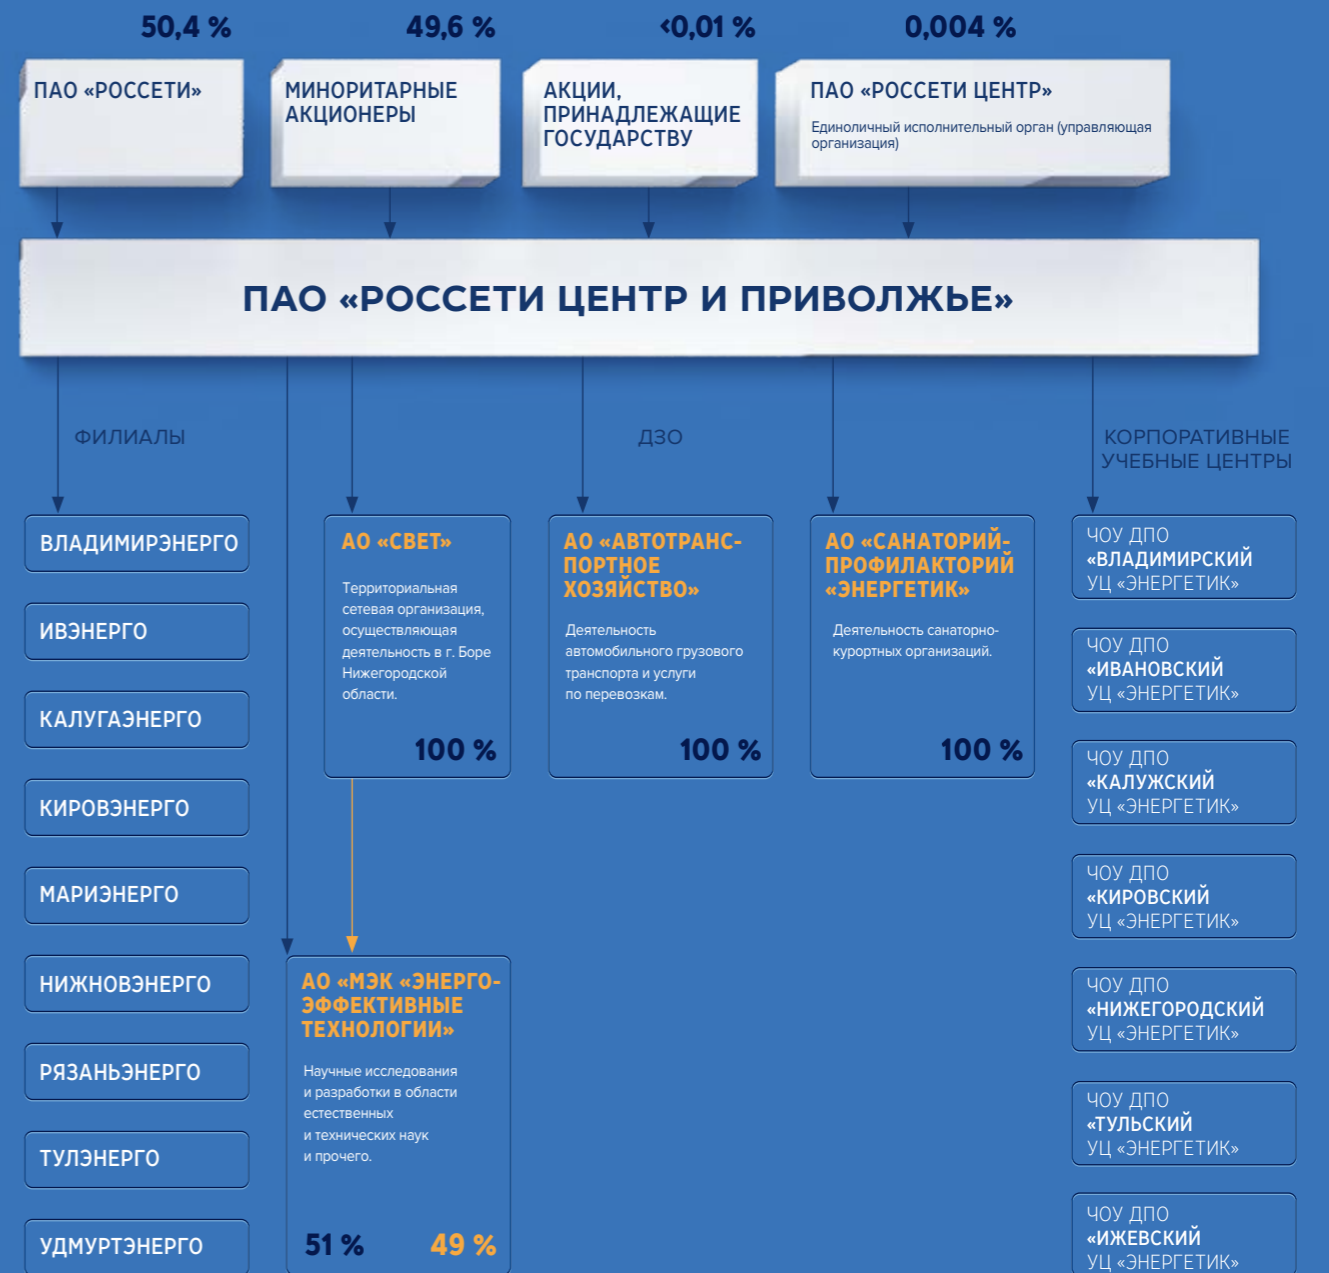 50,4 %
49,6 %
<0,01 %
0,004 %
ПАО «РОССЕТИ»
МИНОРИТАРНЫЕ
АКЦИОНЕРЫ
АКЦИИ,
ПРИНАДЛЕЖАЩИЕ
ГОСУДАРСТВУ
ПАО «РОССЕТИ ЦЕНТР»
Единоличный исполнительный орган (управляющая
организация)
ПАО «РОССЕТИ ЦЕНТР И ПРИВОЛЖЬЕ»
ФИЛИАЛЫ
ВЛАДИМИРЭНЕРГО
ИВЭНЕРГО
КАЛУГАЭНЕРГО
КИРОВЭНЕРГО
МАРИЭНЕРГО
НИЖНОВЭНЕРГО
РЯЗАНЬЭНЕРГО
ТУЛЭНЕРГО
УДМУРТЭНЕРГО
ДЗО
АО «СВЕТ»
Территориальная
сетевая организация,
осуществляющая
деятельность в г. Боре
Нижегородской
области.
100 %
АО «АВТОТРАНС-
ПОРТНОЕ
ХОЗЯЙСТВО»
Деятельность
автомобильного грузового
транспорта и услуги
по перевозкам.
100 %
АО «САНАТОРИЙ-
ПРОФИЛАКТОРИЙ
«ЭНЕРГЕТИК»
Деятельность санаторно-
курортных организаций.
100 %
АО «МЭК «ЭНЕРГО-
ЭФФЕКТИВНЫЕ
ТЕХНОЛОГИИ»
Научные исследования
и разработки в области
естественных
и технических наук
и прочего.
51 %
49 %
КОРПОРАТИВНЫЕ
УЧЕБНЫЕ ЦЕНТРЫ
ЧОУ ДПО
«ВЛАДИМИРСКИЙ
УЦ «ЭНЕРГЕТИК»
ЧОУ ДПО
«ИВАНОВСКИЙ
УЦ «ЭНЕРГЕТИК»
ЧОУ ДПО
«КАЛУЖСКИЙ
УЦ «ЭНЕРГЕТИК»
ЧОУ ДПО
«КИРОВСКИЙ
УЦ «ЭНЕРГЕТИК»
ЧОУ ДПО
«НИЖЕГОРОДСКИЙ
УЦ «ЭНЕРГЕТИК»
ЧОУ ДПО
«ТУЛЬСКИЙ
УЦ «ЭНЕРГЕТИК»
ЧОУ ДПО
«ИЖЕВСКИЙ
УЦ «ЭНЕРГЕТИК»